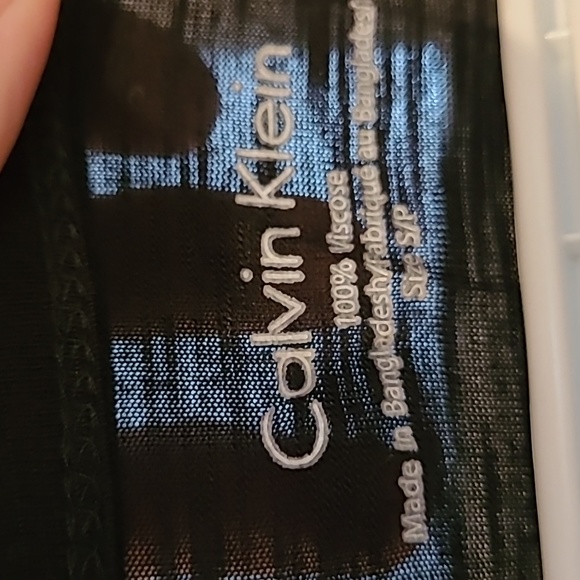 Calvin Klein
100% Viscose
Made in Bangladesh/Fabriqué au Bangladesh
Size S/P